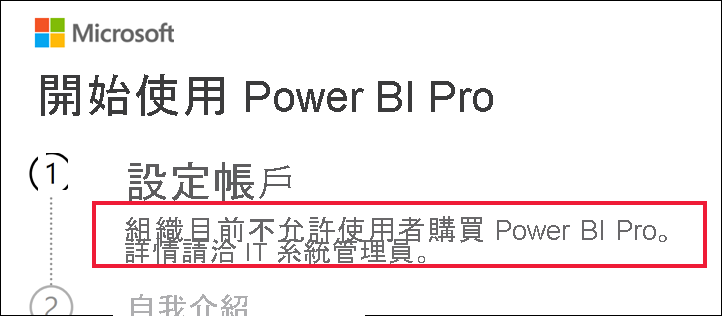 Microsoft
開始使用 Power BI Pro
1
設定帳戶
組織目前不允許使用者購買 Power BI Pro。
詳情請洽 IT 系統管理員。
2
自我介紹